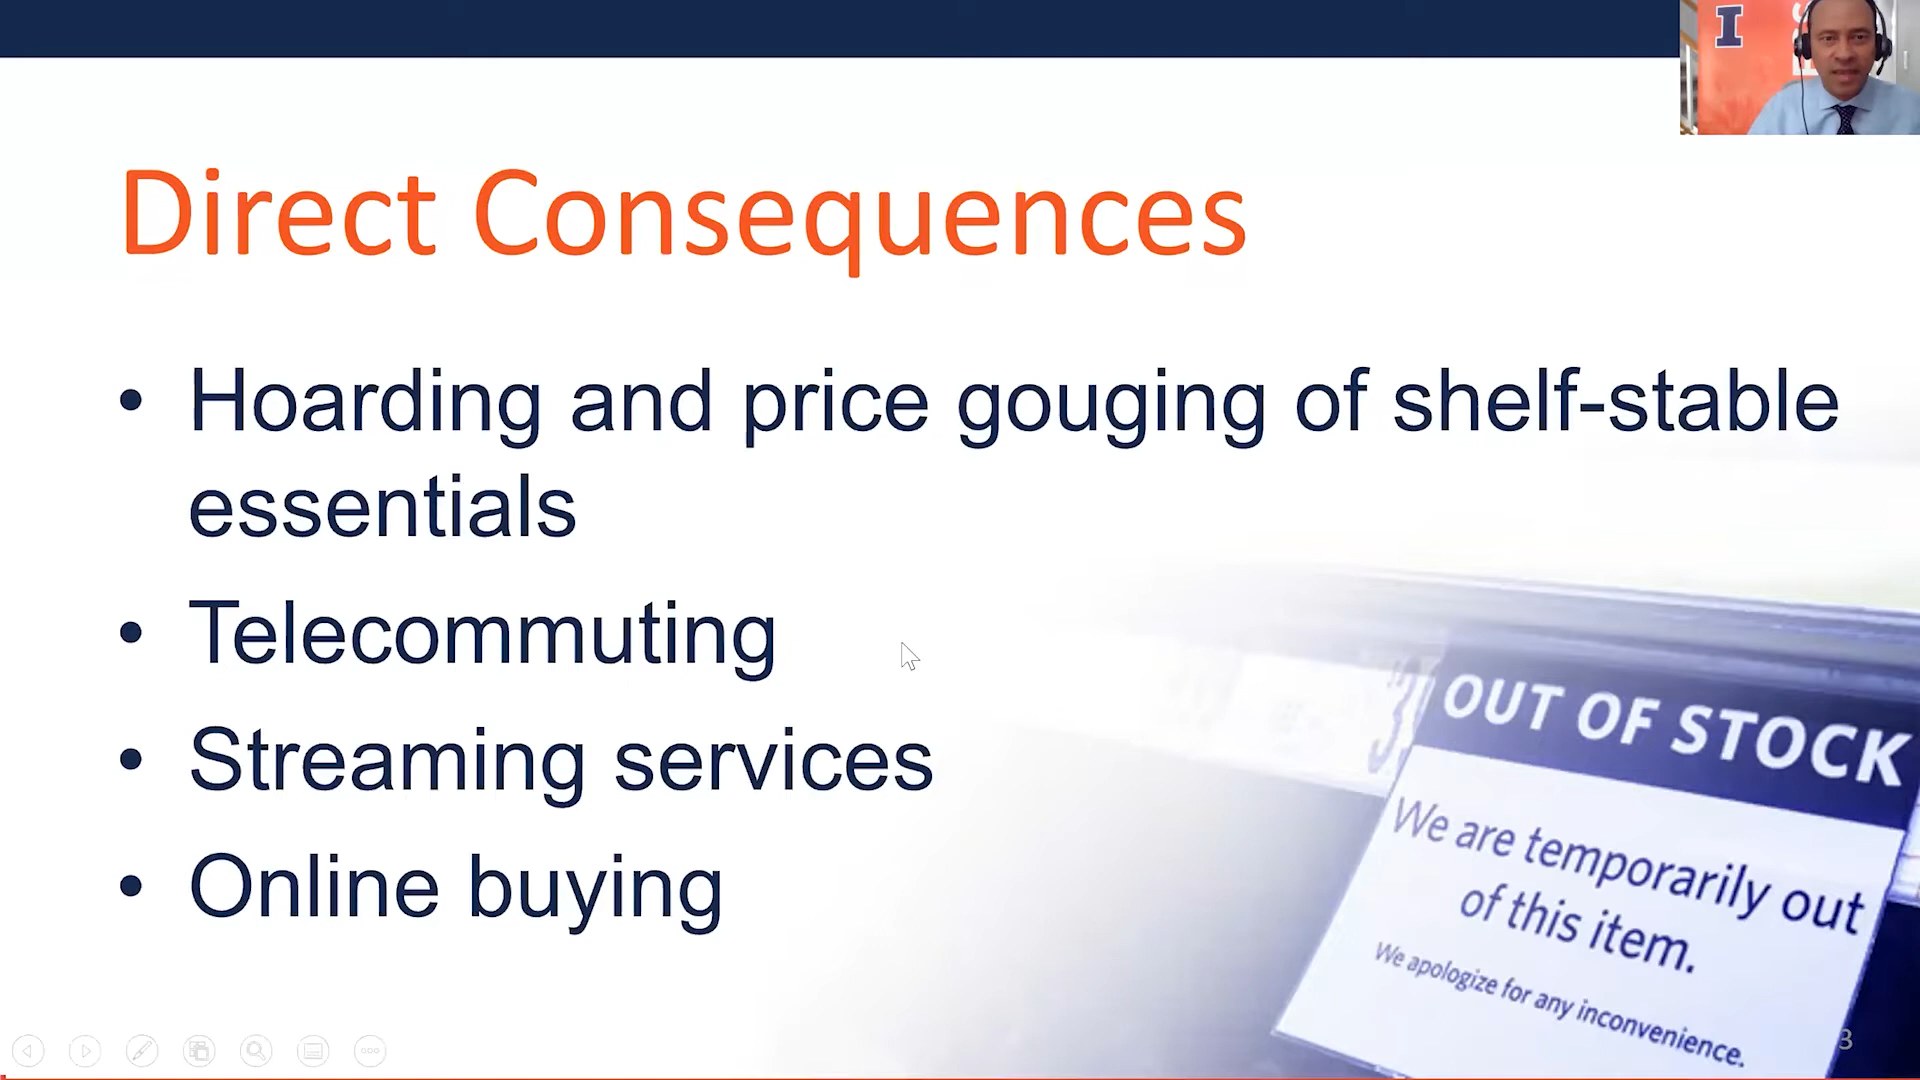 I
Direct Consequences
• Hoarding and price gouging of shelf-stable
essentials
• Telecommuting
• Streaming services
• Online buying
OUT OF STOCK
We are temporarily out
of this item.
We apologize for any inconvenience.
3